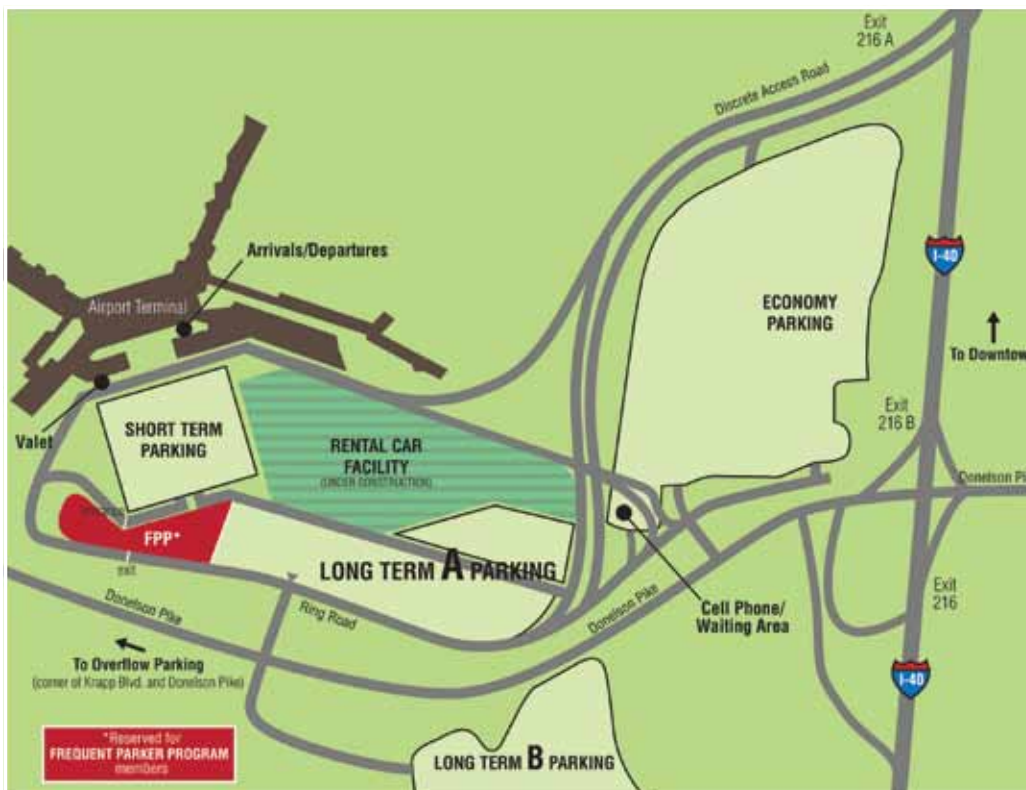 Exit
216 A
Discrete Access Road
I-40
Arrivals/Departures
Airport Terminal
ECONOMY
PARKING
To Downtow
Exit
216 B
Valet
SHORT TERM
PARKING
RENTAL CAR
FACILITY
(UNDER CONSTRUCTION)
Donelson Pi
entrance
FPP*
exit
LONG TERM A PARKING
Cell Phone/
Waiting Area
Exit
216
Donelson Pike
Ring Road
Donelson Pike
I-40
To Overflow Parking
(corner of Krapp Blvd. and Donelson Pike)
*Reserved for
FREQUENT PARKER PROGRAM
members
LONG TERM B PARKING